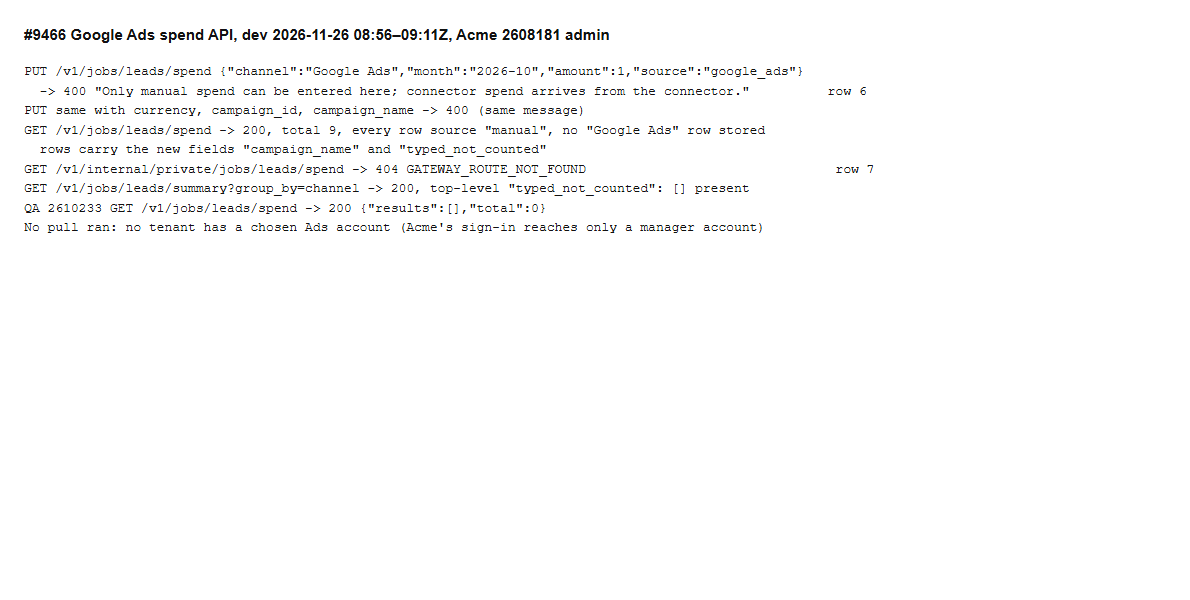 #9466 Google Ads spend API, dev 2026-11-26 08:56–09:11Z, Acme 2608181 admin
PUT /v1/jobs/leads/spend {"channel":"Google Ads","month":"2026-10","amount":1,"source":"google_ads"}
-> 400 "Only manual spend can be entered here; connector spend arrives from the connector." row 6
PUT same with currency, campaign_id, campaign_name -> 400 (same message)
GET /v1/jobs/leads/spend -> 200, total 9, every row source "manual", no "Google Ads" row stored
rows carry the new fields "campaign_name" and "typed_not_counted"
GET /v1/internal/private/jobs/leads/spend -> 404 GATEWAY_ROUTE_NOT_FOUND row 7
GET /v1/jobs/leads/summary?group_by=channel -> 200, top-level "typed_not_counted": [] present
QA 2610233 GET /v1/jobs/leads/spend -> 200 {"results":[],"total":0}
No pull ran: no tenant has a chosen Ads account (Acme's sign-in reaches only a manager account)